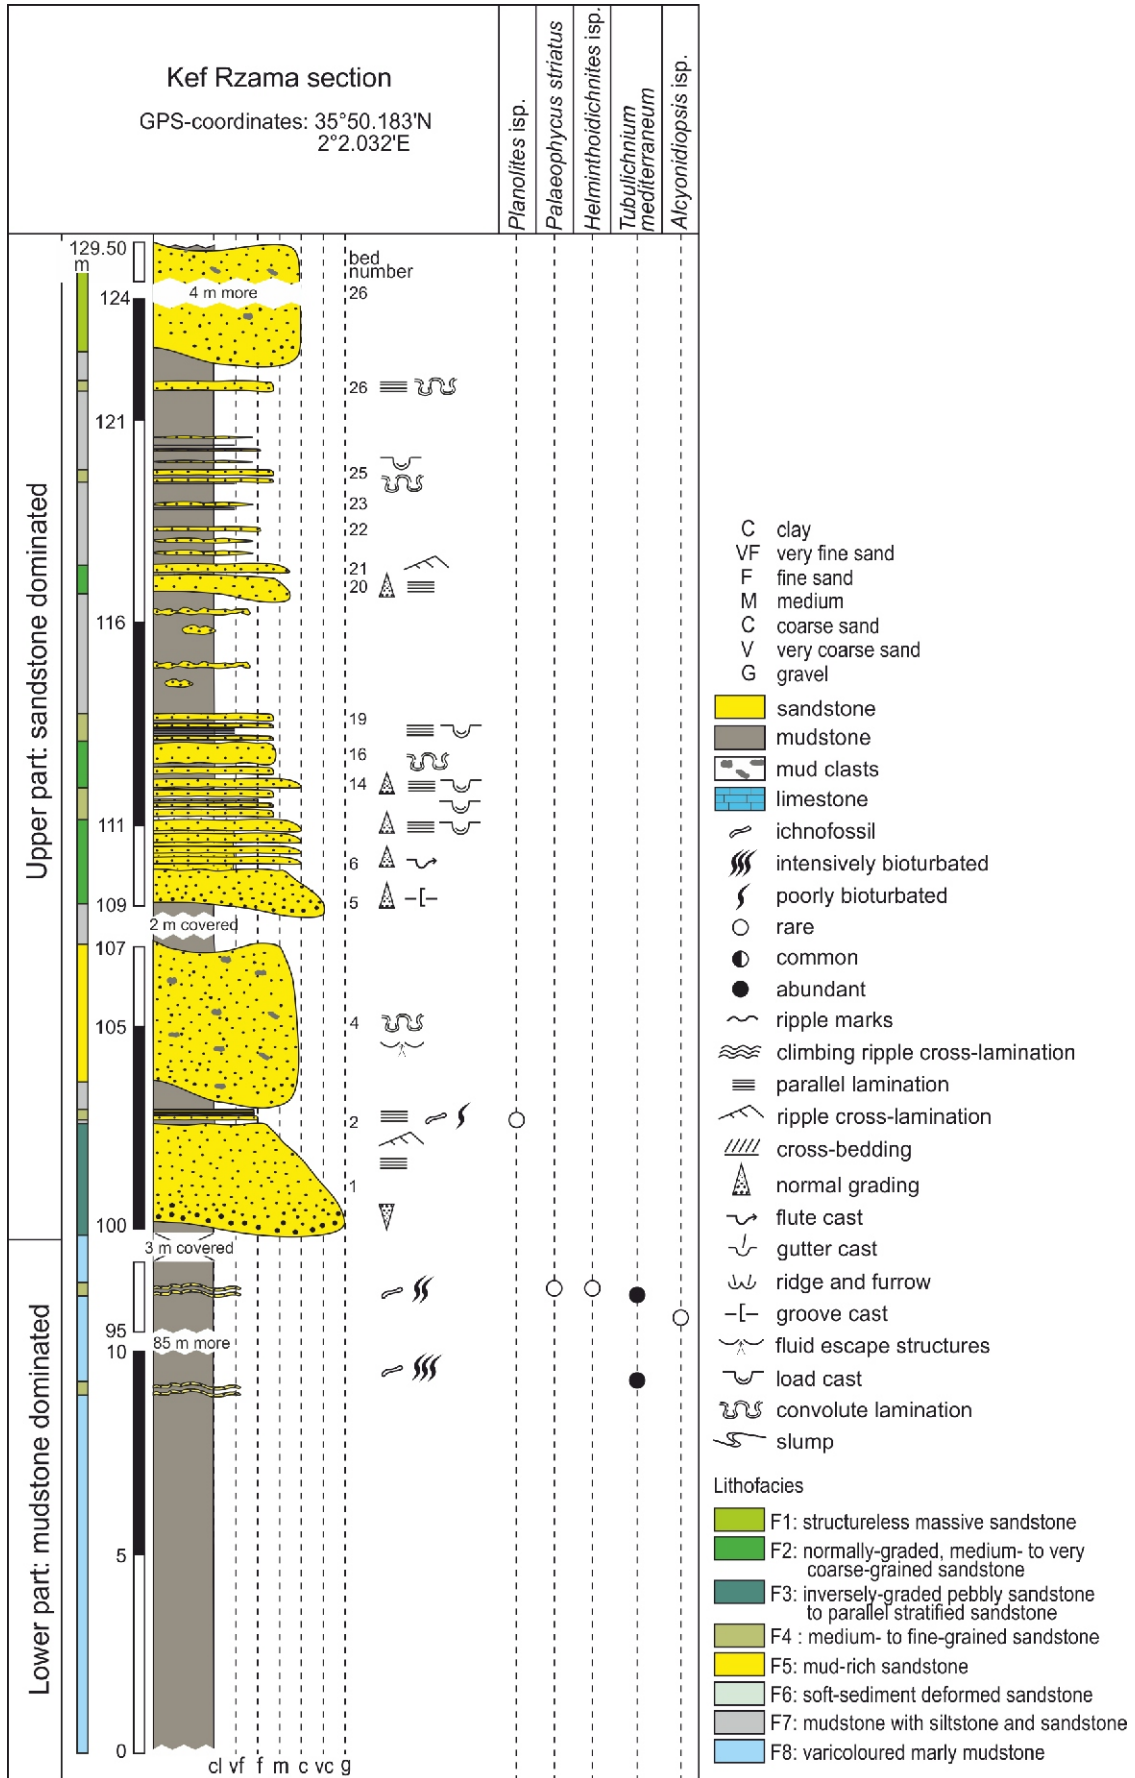 Kef Rzama section
GPS-coordinates: 35°50.183'N
2°2.032'E
Planolites isp.
Palaeophycus striatus
Helminthoidichnites isp.
Tubulichnium
mediterraneum
Alcyonidiopsis isp.
Upper part: sandstone dominated
Lower part: mudstone dominated
129.50
m
bed
number
4 m more
26
124
26
121
25
23
22
21
20
116
19
16
14
111
6
5
109
2 m covered
107
4
105
2
1
100
3 m covered
95
85 m more
10
5
0
cl vf f m c vc g
C clay
VF very fine sand
F fine sand
M medium
C coarse sand
V very coarse sand
G gravel
sandstone
mudstone
mud clasts
limestone
ichnofossil
intensively bioturbated
poorly bioturbated
rare
common
abundant
ripple marks
climbing ripple cross-lamination
parallel lamination
ripple cross-lamination
cross-bedding
normal grading
flute cast
gutter cast
ridge and furrow
groove cast
fluid escape structures
load cast
convolute lamination
slump
Lithofacies
F1: structureless massive sandstone
F2: normally-graded, medium- to very
coarse-grained sandstone
F3: inversely-graded pebbly sandstone
to parallel stratified sandstone
F4 : medium- to fine-grained sandstone
F5: mud-rich sandstone
F6: soft-sediment deformed sandstone
F7: mudstone with siltstone and sandstone
F8: varicoloured marly mudstone